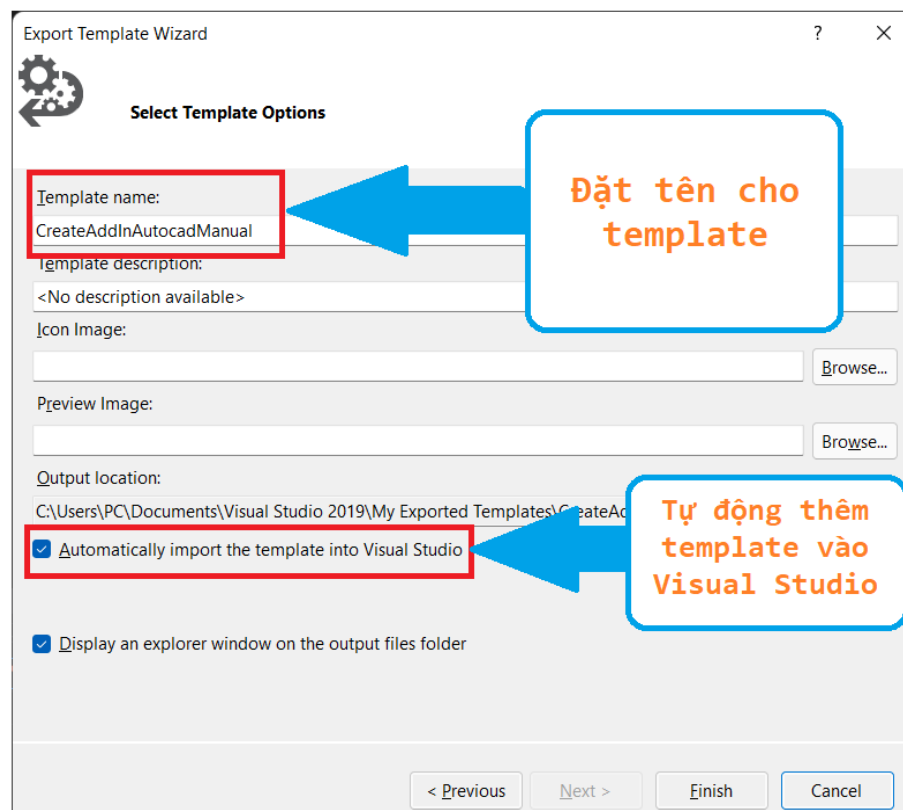 Export Template Wizard
?
Select Template Options
Template name:
CreateAddInAutocadManual
Đặt tên cho
template
Template description:
<No description available>
Icon Image:
Browse...
Preview Image:
Browse...
Output location:
C:\Users\PC\Documents\Visual Studio 2019\My Exported Templates\CreateAd
Automatically import the template into Visual Studio
Tự động thêm
template vào
Visual Studio
Display an explorer window on the output files folder
< Previous
Next >
Finish
Cancel